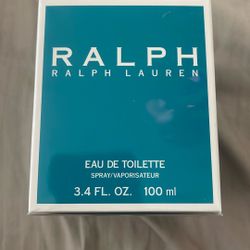 RALPH
RALPH LAUREN
EAU DE TOILETTE
SPRAY/VAPORISATEUR
3.4 FL. OZ. 100 ml